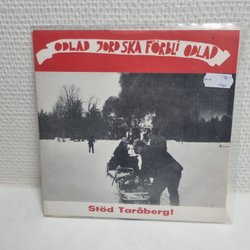 ODLAD JORD SKA FÖRBLI ODLAD
Stöd Taråberg!